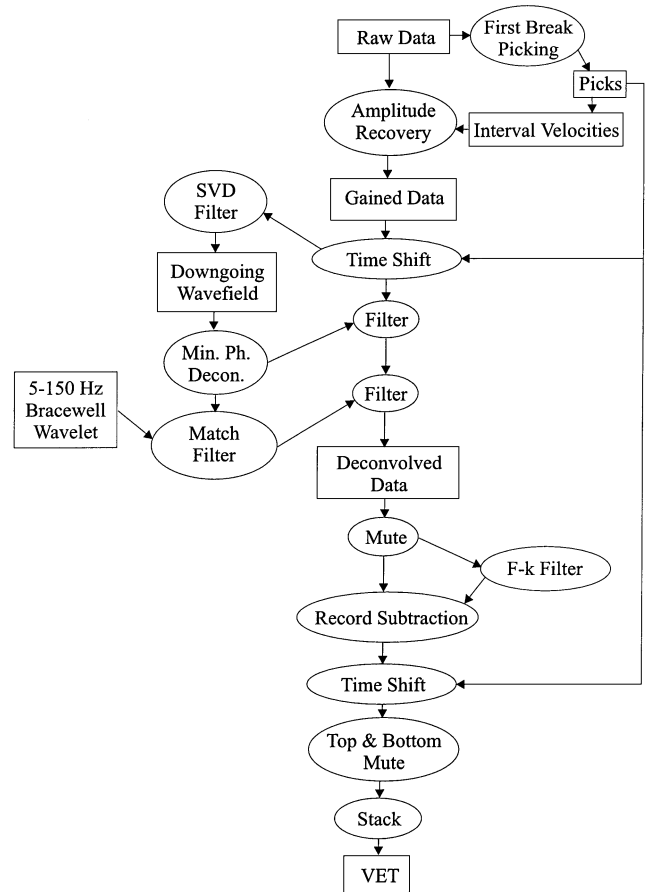 Raw Data
First Break
Picking
Picks
Amplitude
Recovery
Interval Velocities
SVD
Filter
Gained Data
Time Shift
Downgoing
Wavefield
Filter
Min. Ph.
Decon.
5-150 Hz
Bracewell
Wavelet
Filter
Match
Filter
Deconvolved
Data
Mute
F-k Filter
Record Subtraction
Time Shift
Top & Bottom
Mute
Stack
VET